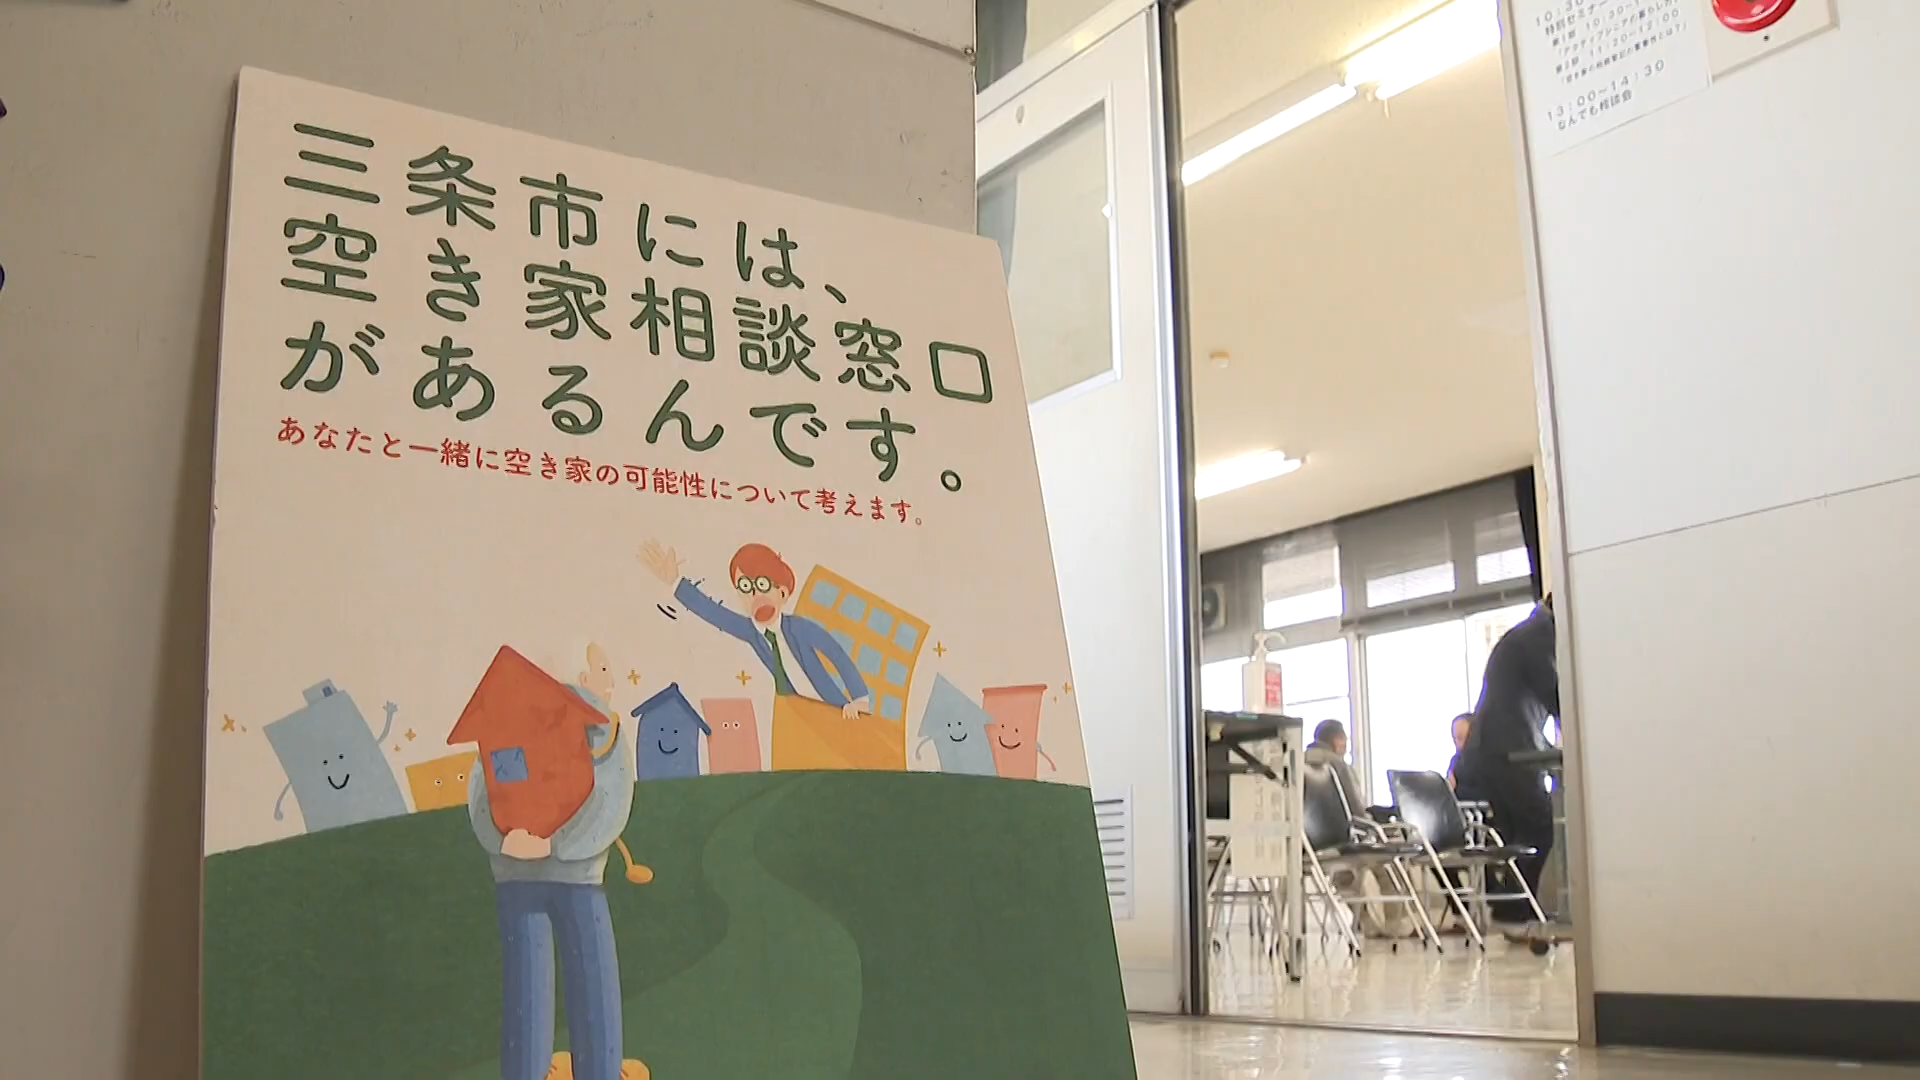 三条市には、
空き家相談窓口
があるんです。
あなたと一緒に空き家の可能性について考えます。
13:00~14:30
なんでも相談会